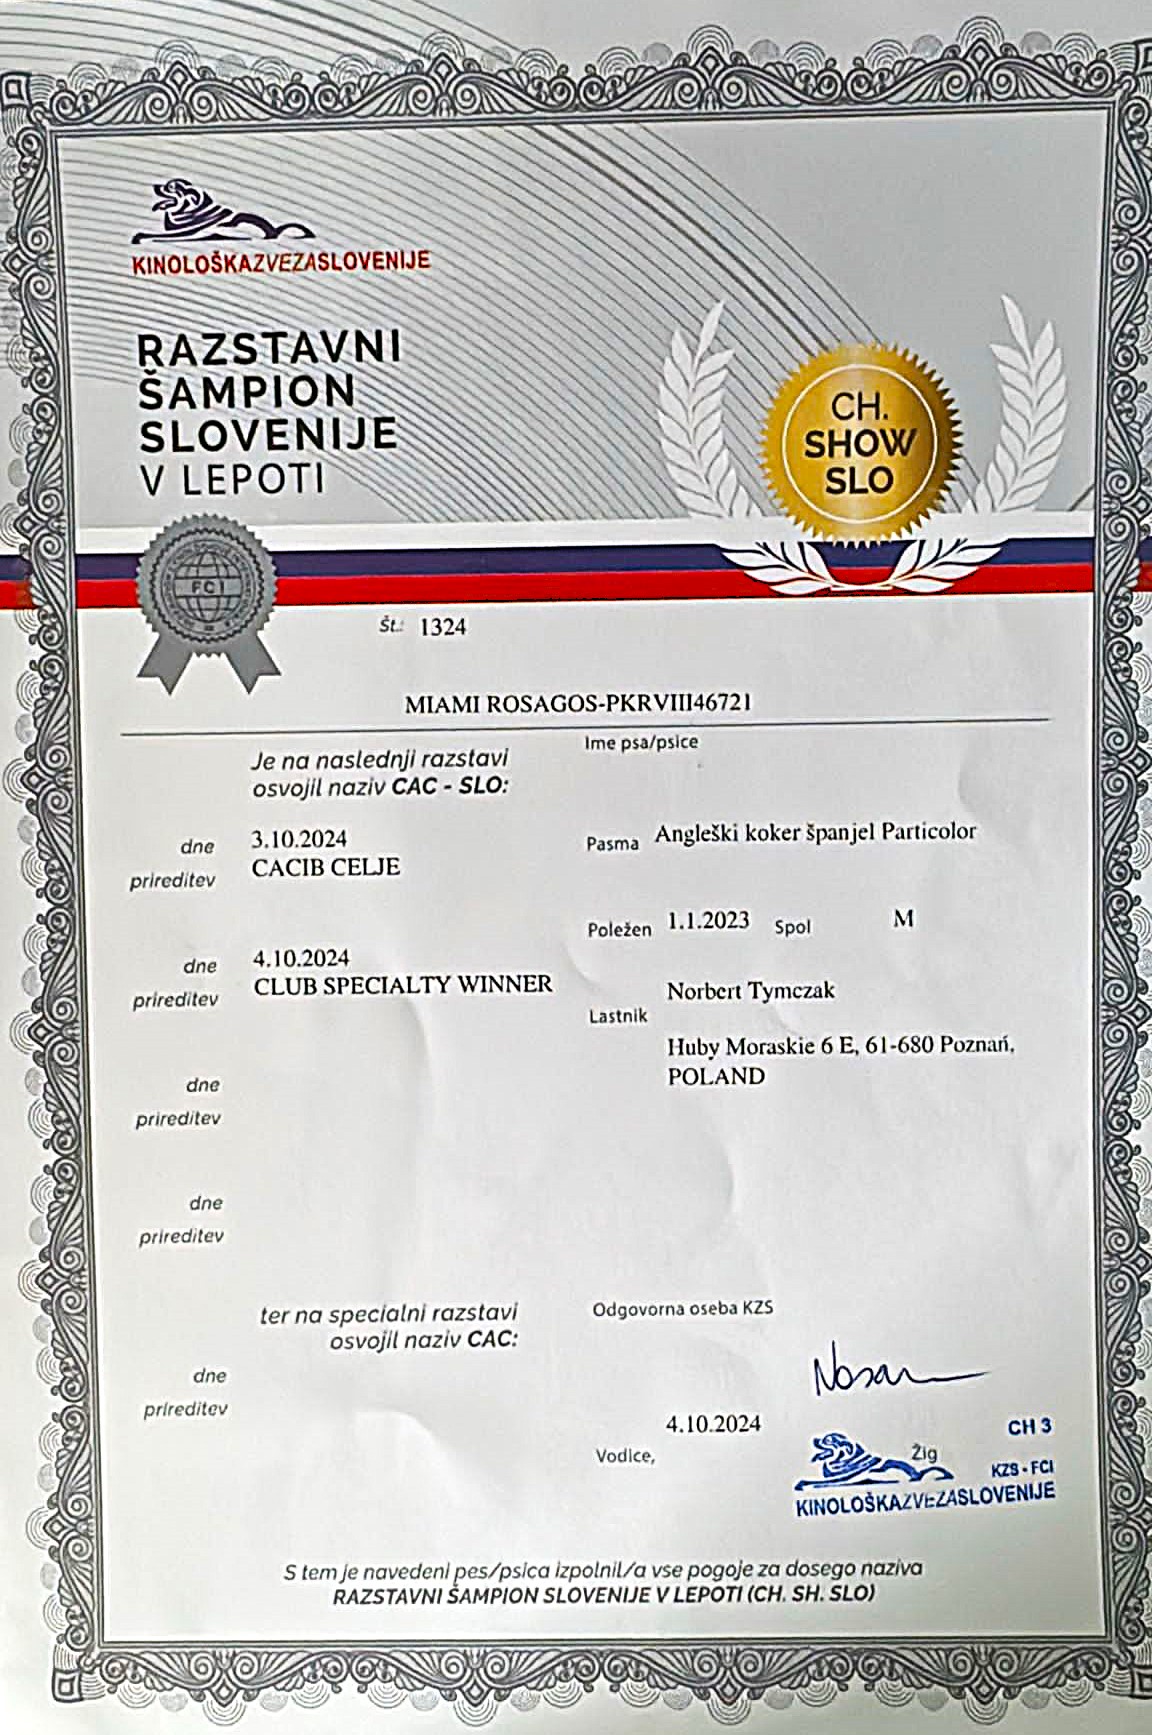 KINOLOŠKAZVEZASLOVENIJE
RAZSTAVNI
ŠAMPION
SLOVENIJE
V LEPOTI
CH.
SHOW
SLO
FCI
Št.: 1324
MIAMI ROSAGOS-PKRVIII46721
Ime psa/psice
Je na naslednji razstavi
osvojil naziv CAC - SLO:
dne 3.10.2024
prireditev CACIB CELJE
Pasma Angleški koker španjel Particolor
Poležen 1.1.2023 Spol M
dne 4.10.2024
prireditev CLUB SPECIALTY WINNER
Lastnik Norbert Tymczak
Huby Moraskie 6 E, 61-680 Poznań,
POLAND
dne
prireditev
dne
prireditev
ter na specialni razstavi
osvojil naziv CAC:
dne
prireditev
Odgovorna oseba KZS
4.10.2024
Vodice,
Žig
CH 3
KZS - FCI
KINOLOŠKAZVEZASLOVENIJE
S tem je navedeni pes/psica izpolnil/a vse pogoje za dosego naziva
RAZSTAVNI ŠAMPION SLOVENIJE V LEPOTI (CH. SH. SLO)